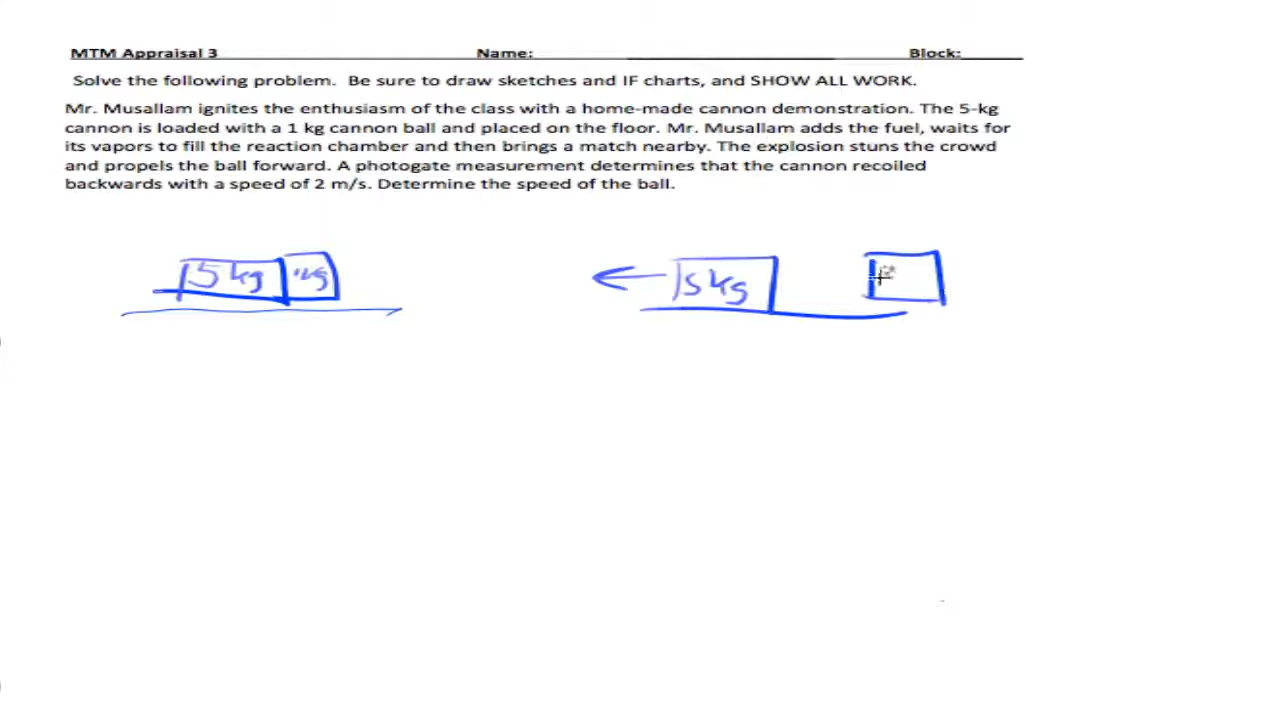 MTM Appraisal 3 Name: Block:
Solve the following problem. Be sure to draw sketches and IF charts, and SHOW ALL WORK.
Mr. Musallam ignites the enthusiasm of the class with a home-made cannon demonstration. The 5-kg
cannon is loaded with a 1 kg cannon ball and placed on the floor. Mr. Musallam adds the fuel, waits for
its vapors to fill the reaction chamber and then brings a match nearby. The explosion stuns the crowd
and propels the ball forward. A photogate measurement determines that the cannon recoiled
backwards with a speed of 2 m/s. Determine the speed of the ball.
5 kg 1kg 5 kg